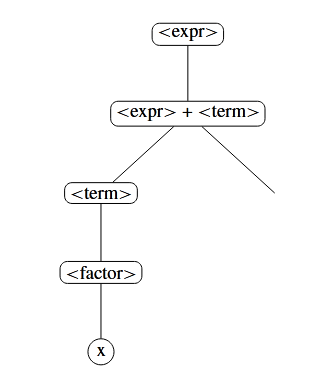 <expr>
<expr> + <term>
<term>
<factor>
x